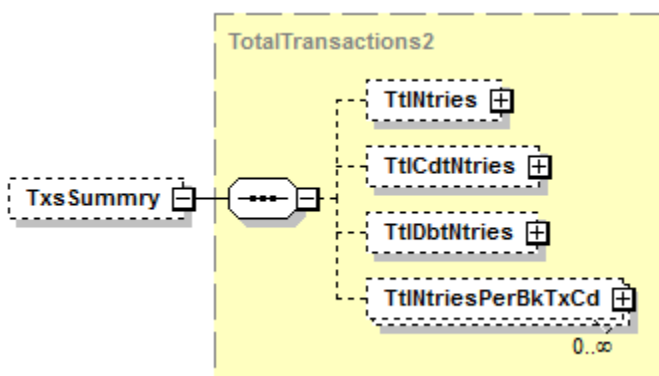 TotalTransactions2
TtlNtries
TtlCdtNtries
TxsSummry
TtlDbtNtries
TtlNtriesPerBkTxCd
0..∞